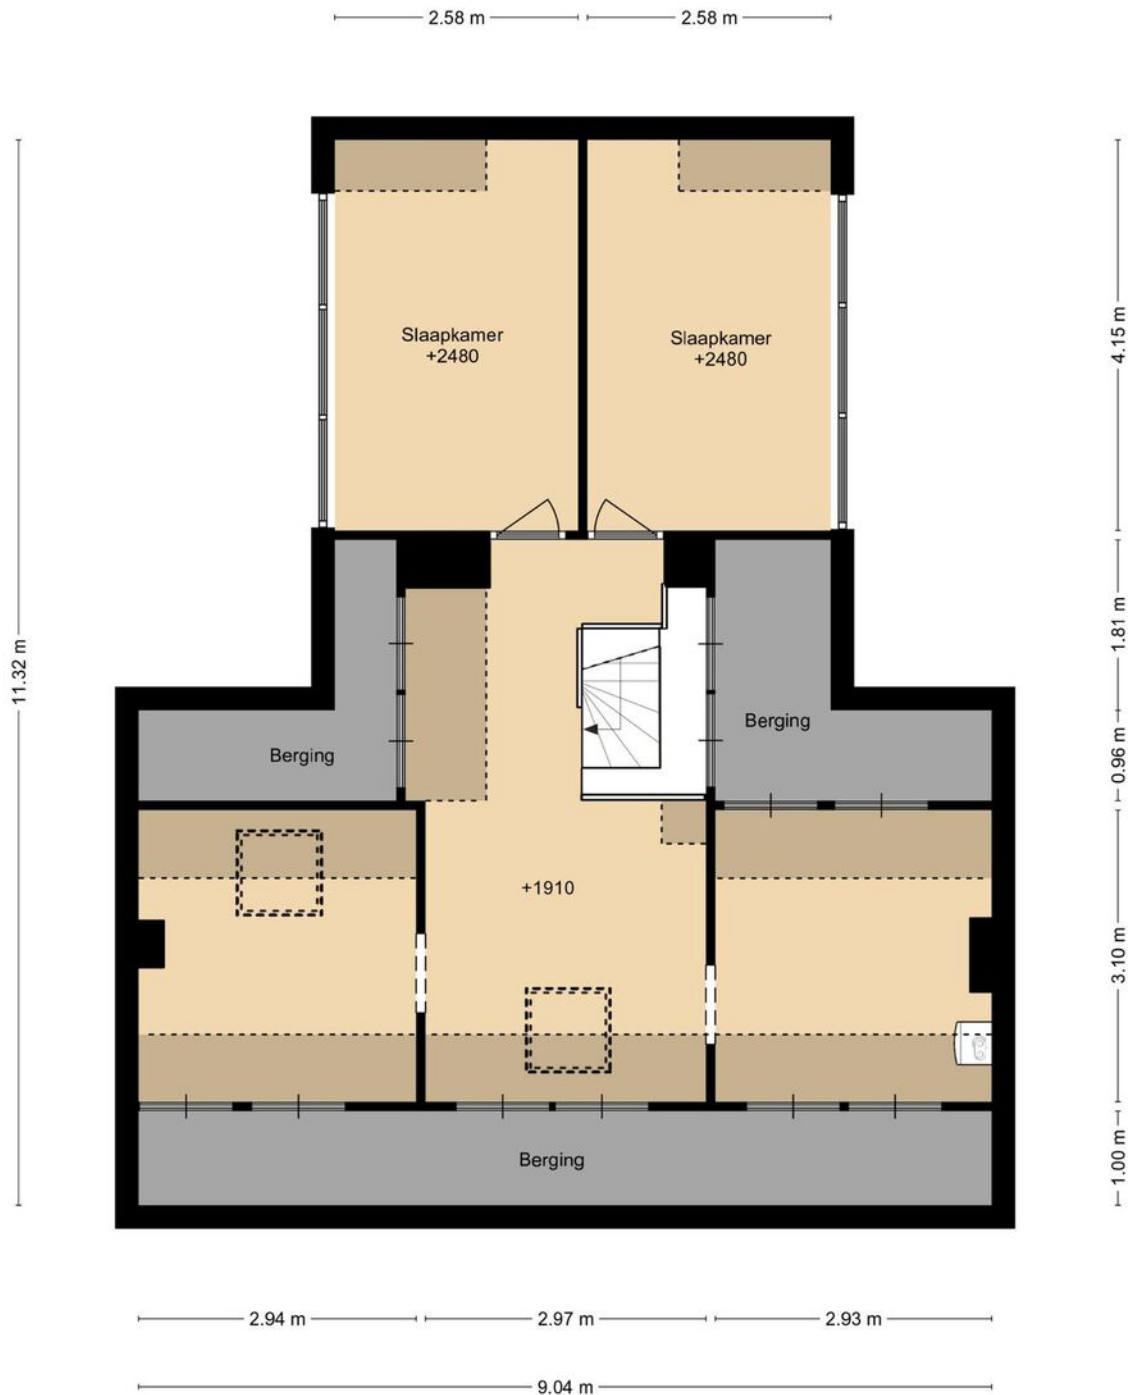 2.58 m
2.58 m
11.32 m
4.15 m
Slaapkamer
+2480
Slaapkamer
+2480
1.81 m
0.96 m
Berging
Berging
+1910
3.10 m
Berging
1.00 m
2.94 m
2.97 m
2.93 m
9.04 m